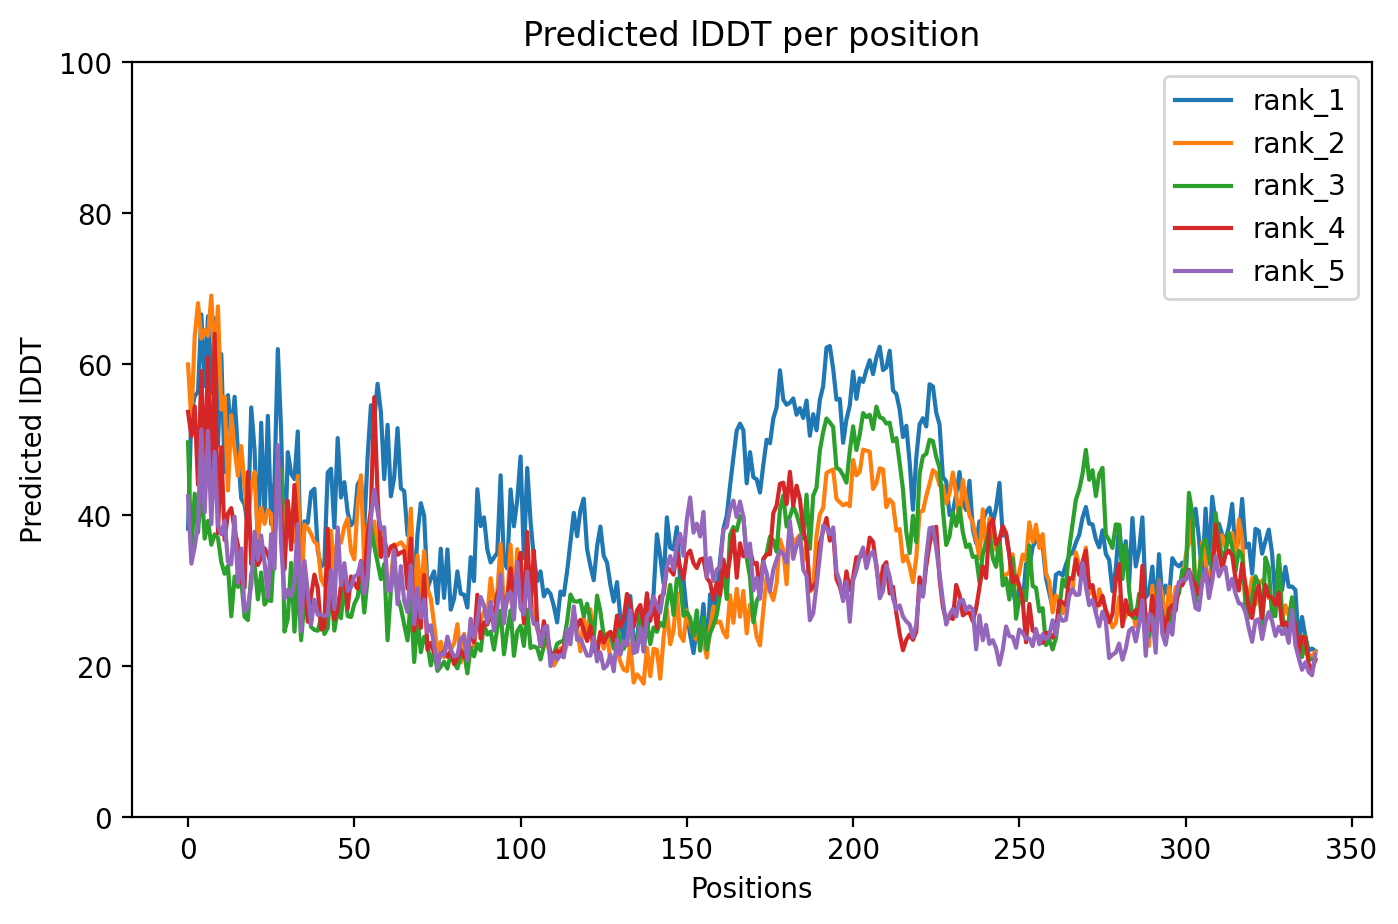 Predicted lDDT per position
100
80
60
40
20
0
Predicted lDDT
rank_1
rank_2
rank_3
rank_4
rank_5
0 50 100 150 200 250 300 350
Positions